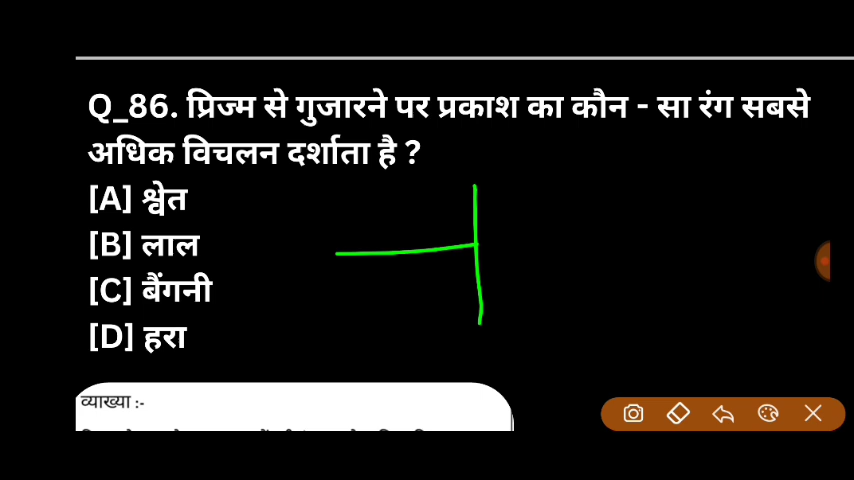 Q_86. प्रिज्म से गुजारने पर प्रकाश का कौन - सा रंग सबसे
अधिक विचलन दर्शाता है ?
[A] श्वेत
[B] लाल
[C] बैंगनी
[D] हरा
व्याख्या :-